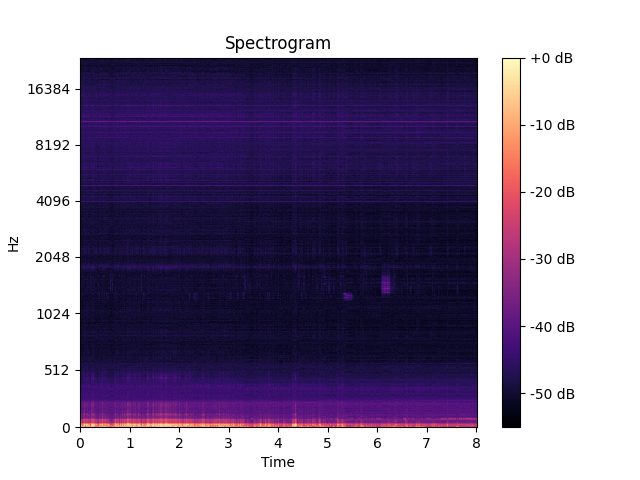 Spectrogram
Hz
16384
8192
4096
2048
1024
512
0
0 1 2 3 4 5 6 7 8
Time
+0 dB
-10 dB
-20 dB
-30 dB
-40 dB
-50 dB